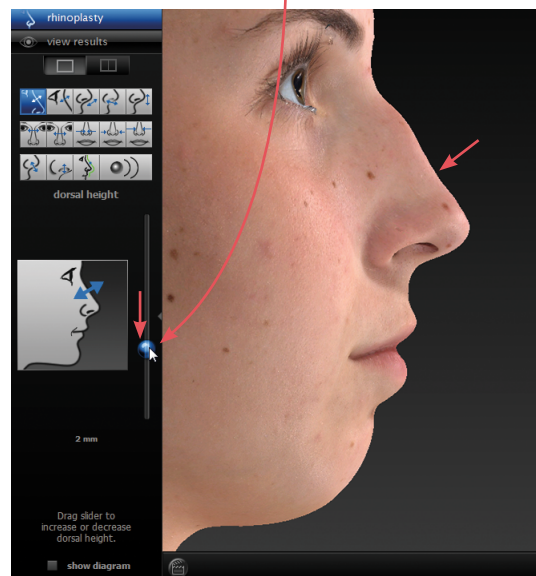 rhinoplasty
view results
dorsal height
2 mm
Drag slider to
increase or decrease
dorsal height.
show diagram